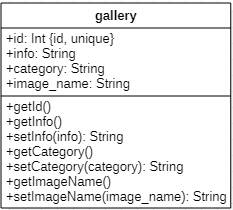 gallery
+id: Int {id, unique}
+info: String
+category: String
+image_name: String
+getId()
+getInfo()
+setInfo(info): String
+getCategory()
+setCategory(category): String
+getImageName()
+setImageName(image_name): String